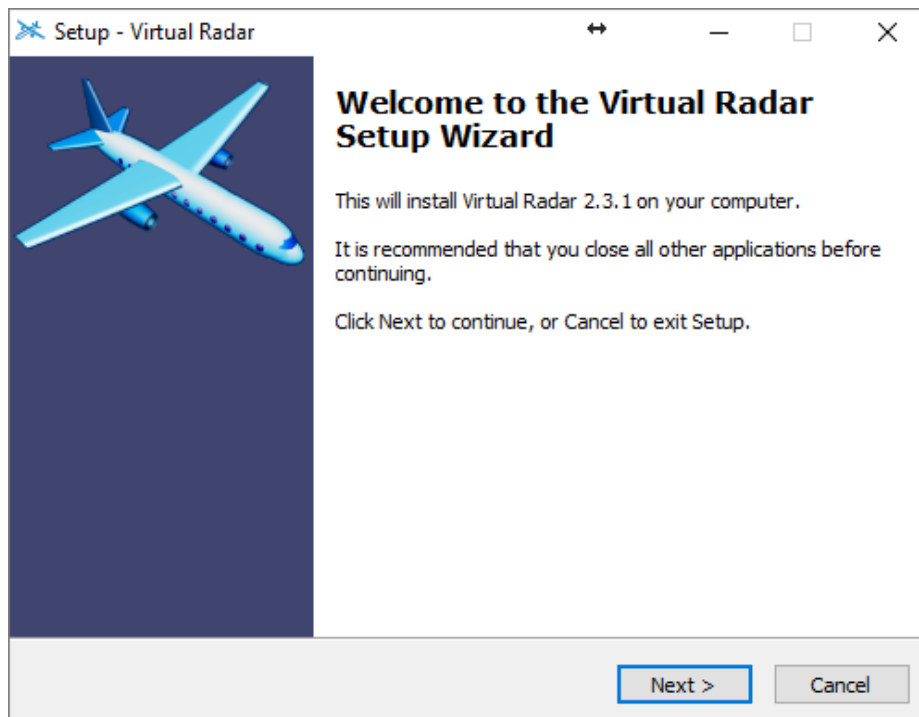 Setup - Virtual Radar
Welcome to the Virtual Radar
Setup Wizard
This will install Virtual Radar 2.3.1 on your computer.
It is recommended that you close all other applications before
continuing.
Click Next to continue, or Cancel to exit Setup.
Next >
Cancel